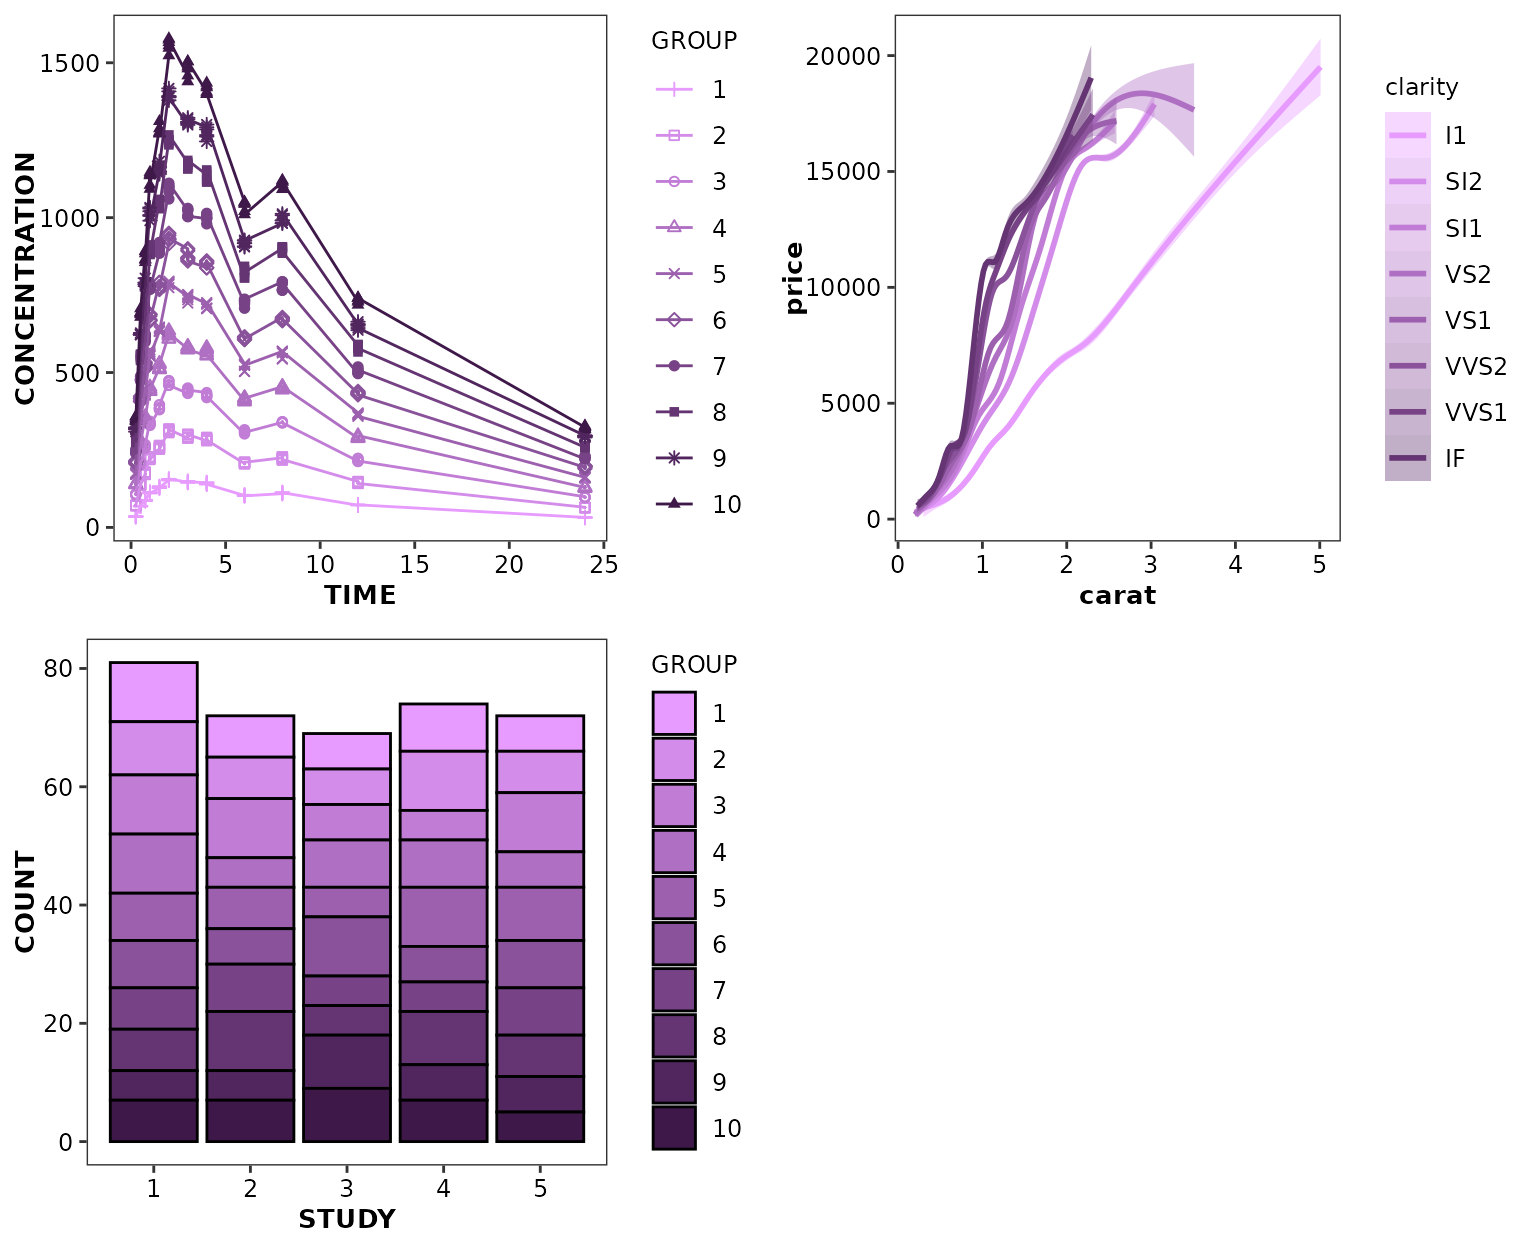 CONCENTRATION
1500
1000
500
0
0 5 10 15 20 25
TIME
GROUP
1
2
3
4
5
6
7
8
9
10
price
20000
15000
10000
5000
0
0 1 2 3 4 5
carat
clarity
I1
SI2
SI1
VS2
VS1
VVS2
VVS1
IF
COUNT
80
60
40
20
0
1 2 3 4 5
STUDY
GROUP
1
2
3
4
5
6
7
8
9
10